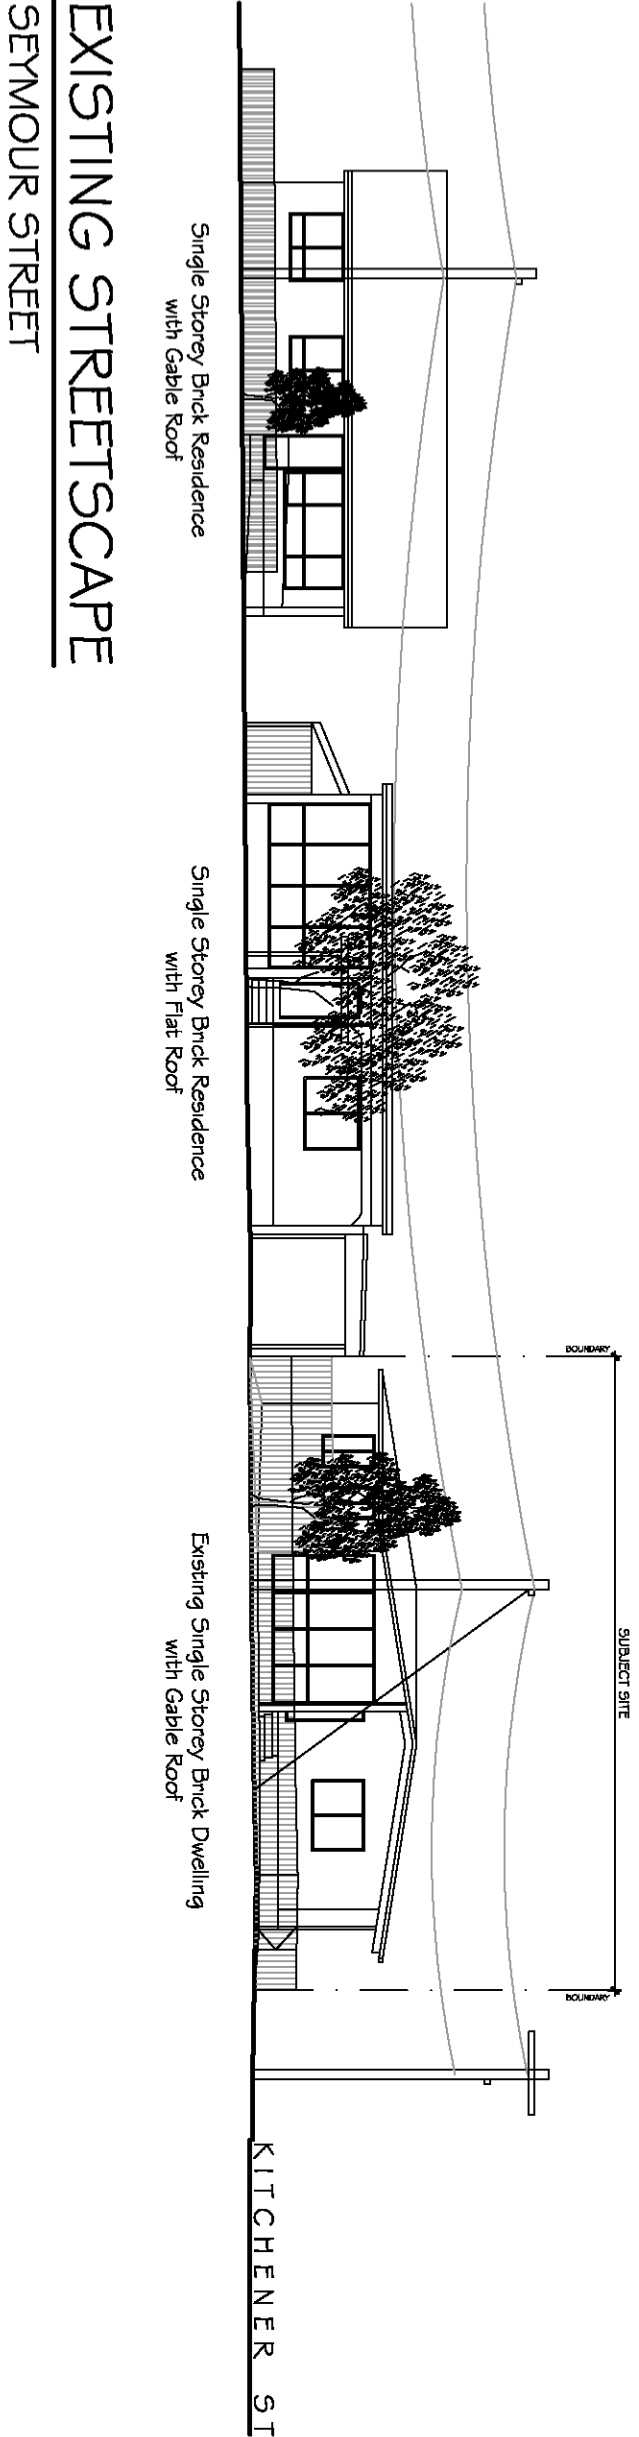 BOUNDARY
SUBJECT SITE
BOUNDARY
KITCHENER ST
Single Storey Brick Residence
with Gable Roof
Single Storey Brick Residence
with Flat Roof
Existing Single Storey Brick Dwelling
with Gable Roof
EXISTING STREETSCAPE
SEYMOUR STREET